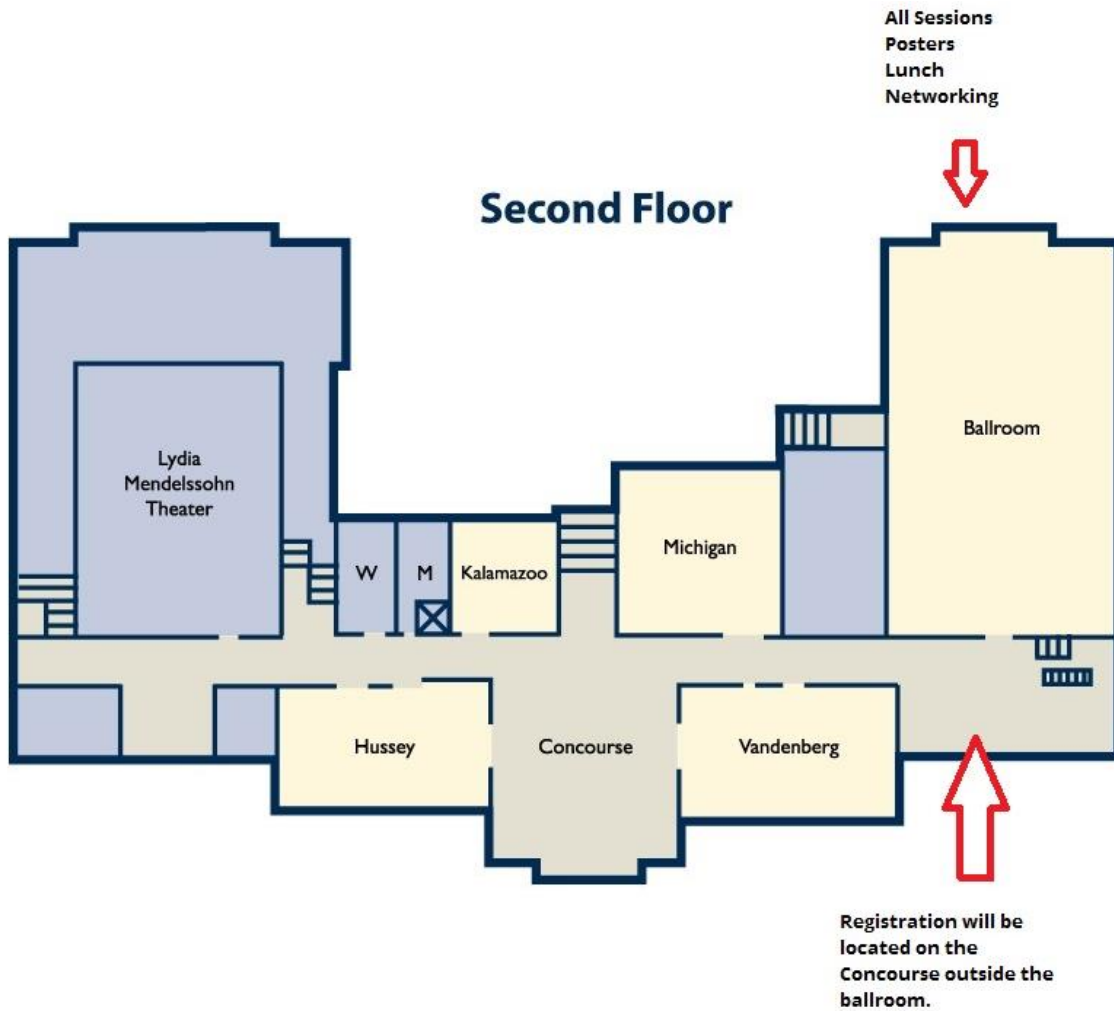 All Sessions
Posters
Lunch
Networking
Second Floor
Ballroom
Lydia
Mendelssohn
Theater
Michigan
W
M
Kalamazoo
Hussey
Concourse
Vandenberg
Registration will be
located on the
Concourse outside the
ballroom.